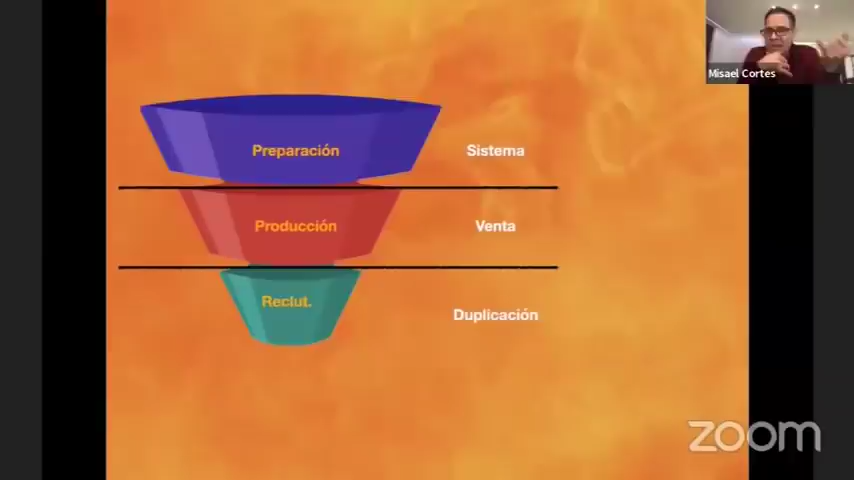 Misael Cortes
Preparación
Sistema
Producción
Venta
Reclut.
Duplicación
zoom